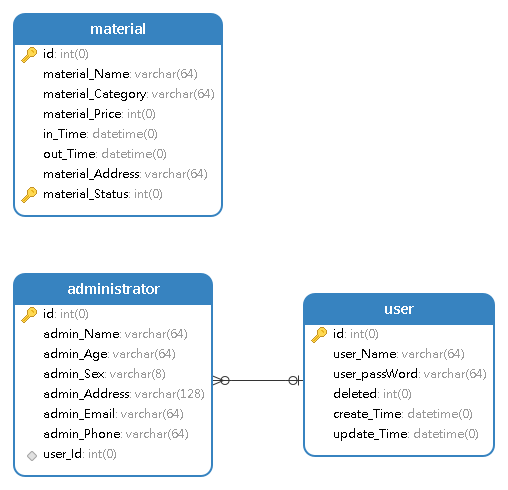 material
id: int(0)
material_Name: varchar(64)
material_Category: varchar(64)
material_Price: int(0)
in_Time: datetime(0)
out_Time: datetime(0)
material_Address: varchar(64)
material_Status: int(0)
administrator
id: int(0)
admin_Name: varchar(64)
admin_Age: varchar(64)
admin_Sex: varchar(8)
admin_Address: varchar(128)
admin_Email: varchar(64)
admin_Phone: varchar(64)
user_Id: int(0)
user
id: int(0)
user_Name: varchar(64)
user_passWord: varchar(64)
deleted: int(0)
create_Time: datetime(0)
update_Time: datetime(0)